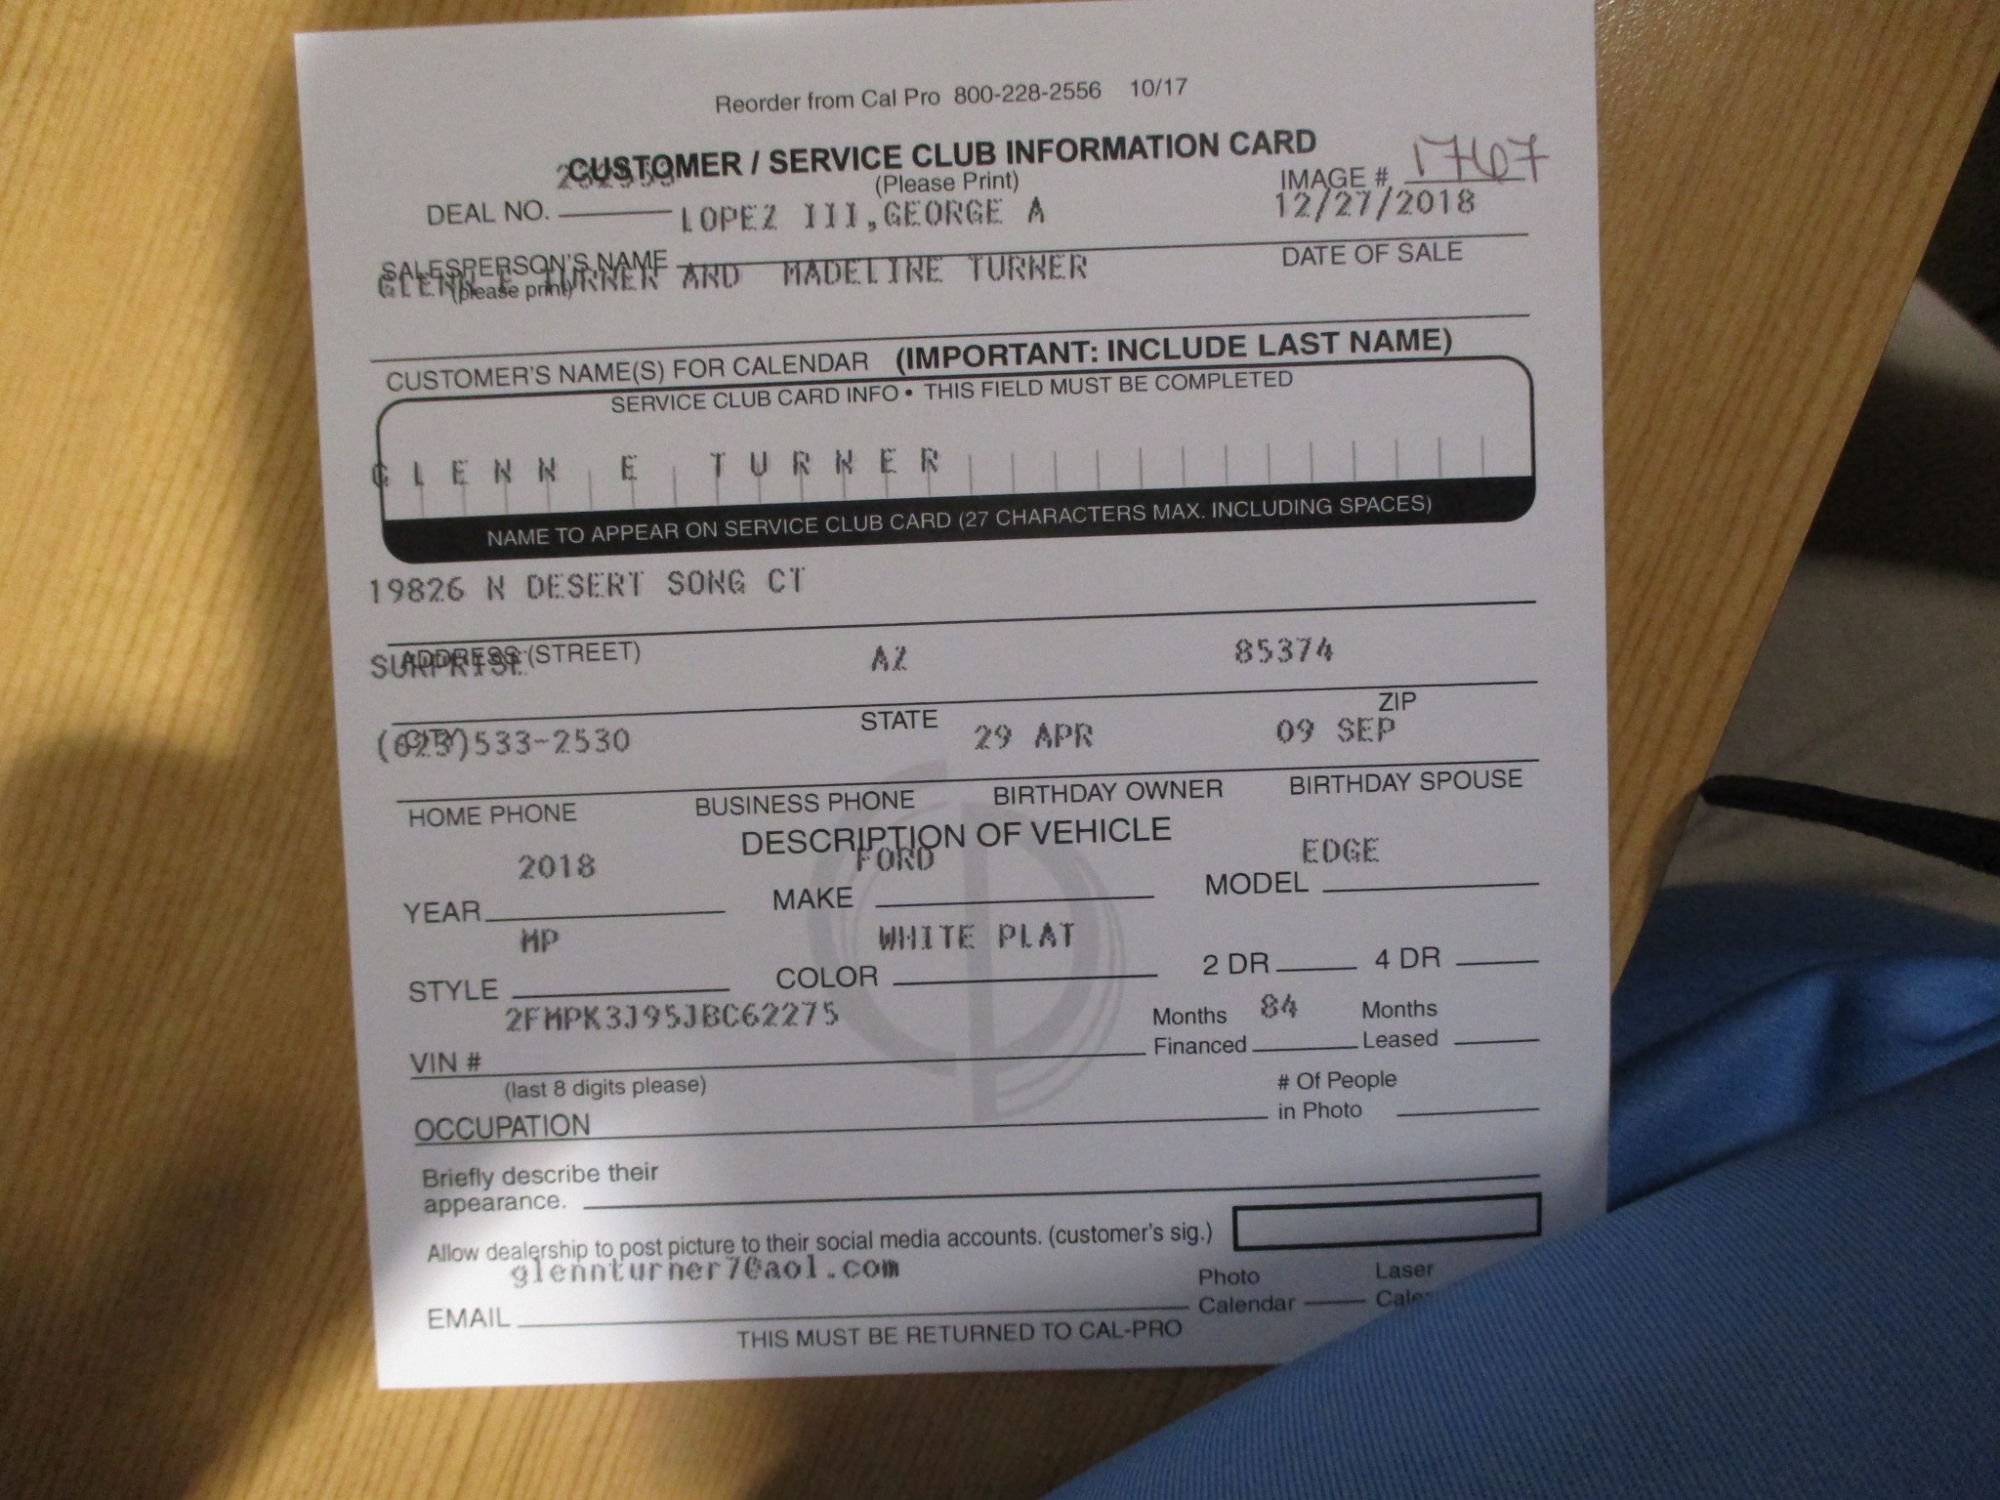 Reorder from Cal Pro 800-228-2556 10/17
CUSTOMER / SERVICE CLUB INFORMATION CARD
(Please Print)
IMAGE # 1767
DEAL NO. LOPEZ III,GEORGE A 12/27/2018
SALESPERSON'S NAME DATE OF SALE
(please print)
GLENN E TURNER AND MADELINE TURNER
CUSTOMER'S NAME(S) FOR CALENDAR (IMPORTANT: INCLUDE LAST NAME)
SERVICE CLUB CARD INFO • THIS FIELD MUST BE COMPLETED
GLENN E TURNER
NAME TO APPEAR ON SERVICE CLUB CARD (27 CHARACTERS MAX. INCLUDING SPACES)
19826 N DESERT SONG CT
ADDRESS (STREET)
SURPRISE AZ 85374
CITY STATE ZIP
(623)533-2530 29 APR 09 SEP
HOME PHONE BUSINESS PHONE BIRTHDAY OWNER BIRTHDAY SPOUSE
DESCRIPTION OF VEHICLE
2018 FORD EDGE
YEAR MAKE MODEL
MP WHITE PLAT
STYLE COLOR 2 DR 4 DR
2FMPK3J95JBC62275 Months 84 Months
VIN # Financed Leased
(last 8 digits please) # Of People
OCCUPATION in Photo
Briefly describe their
appearance.
Allow dealership to post picture to their social media accounts. (customer's sig.)
glennturner7@aol.com Photo Laser
EMAIL Calendar
THIS MUST BE RETURNED TO CAL-PRO